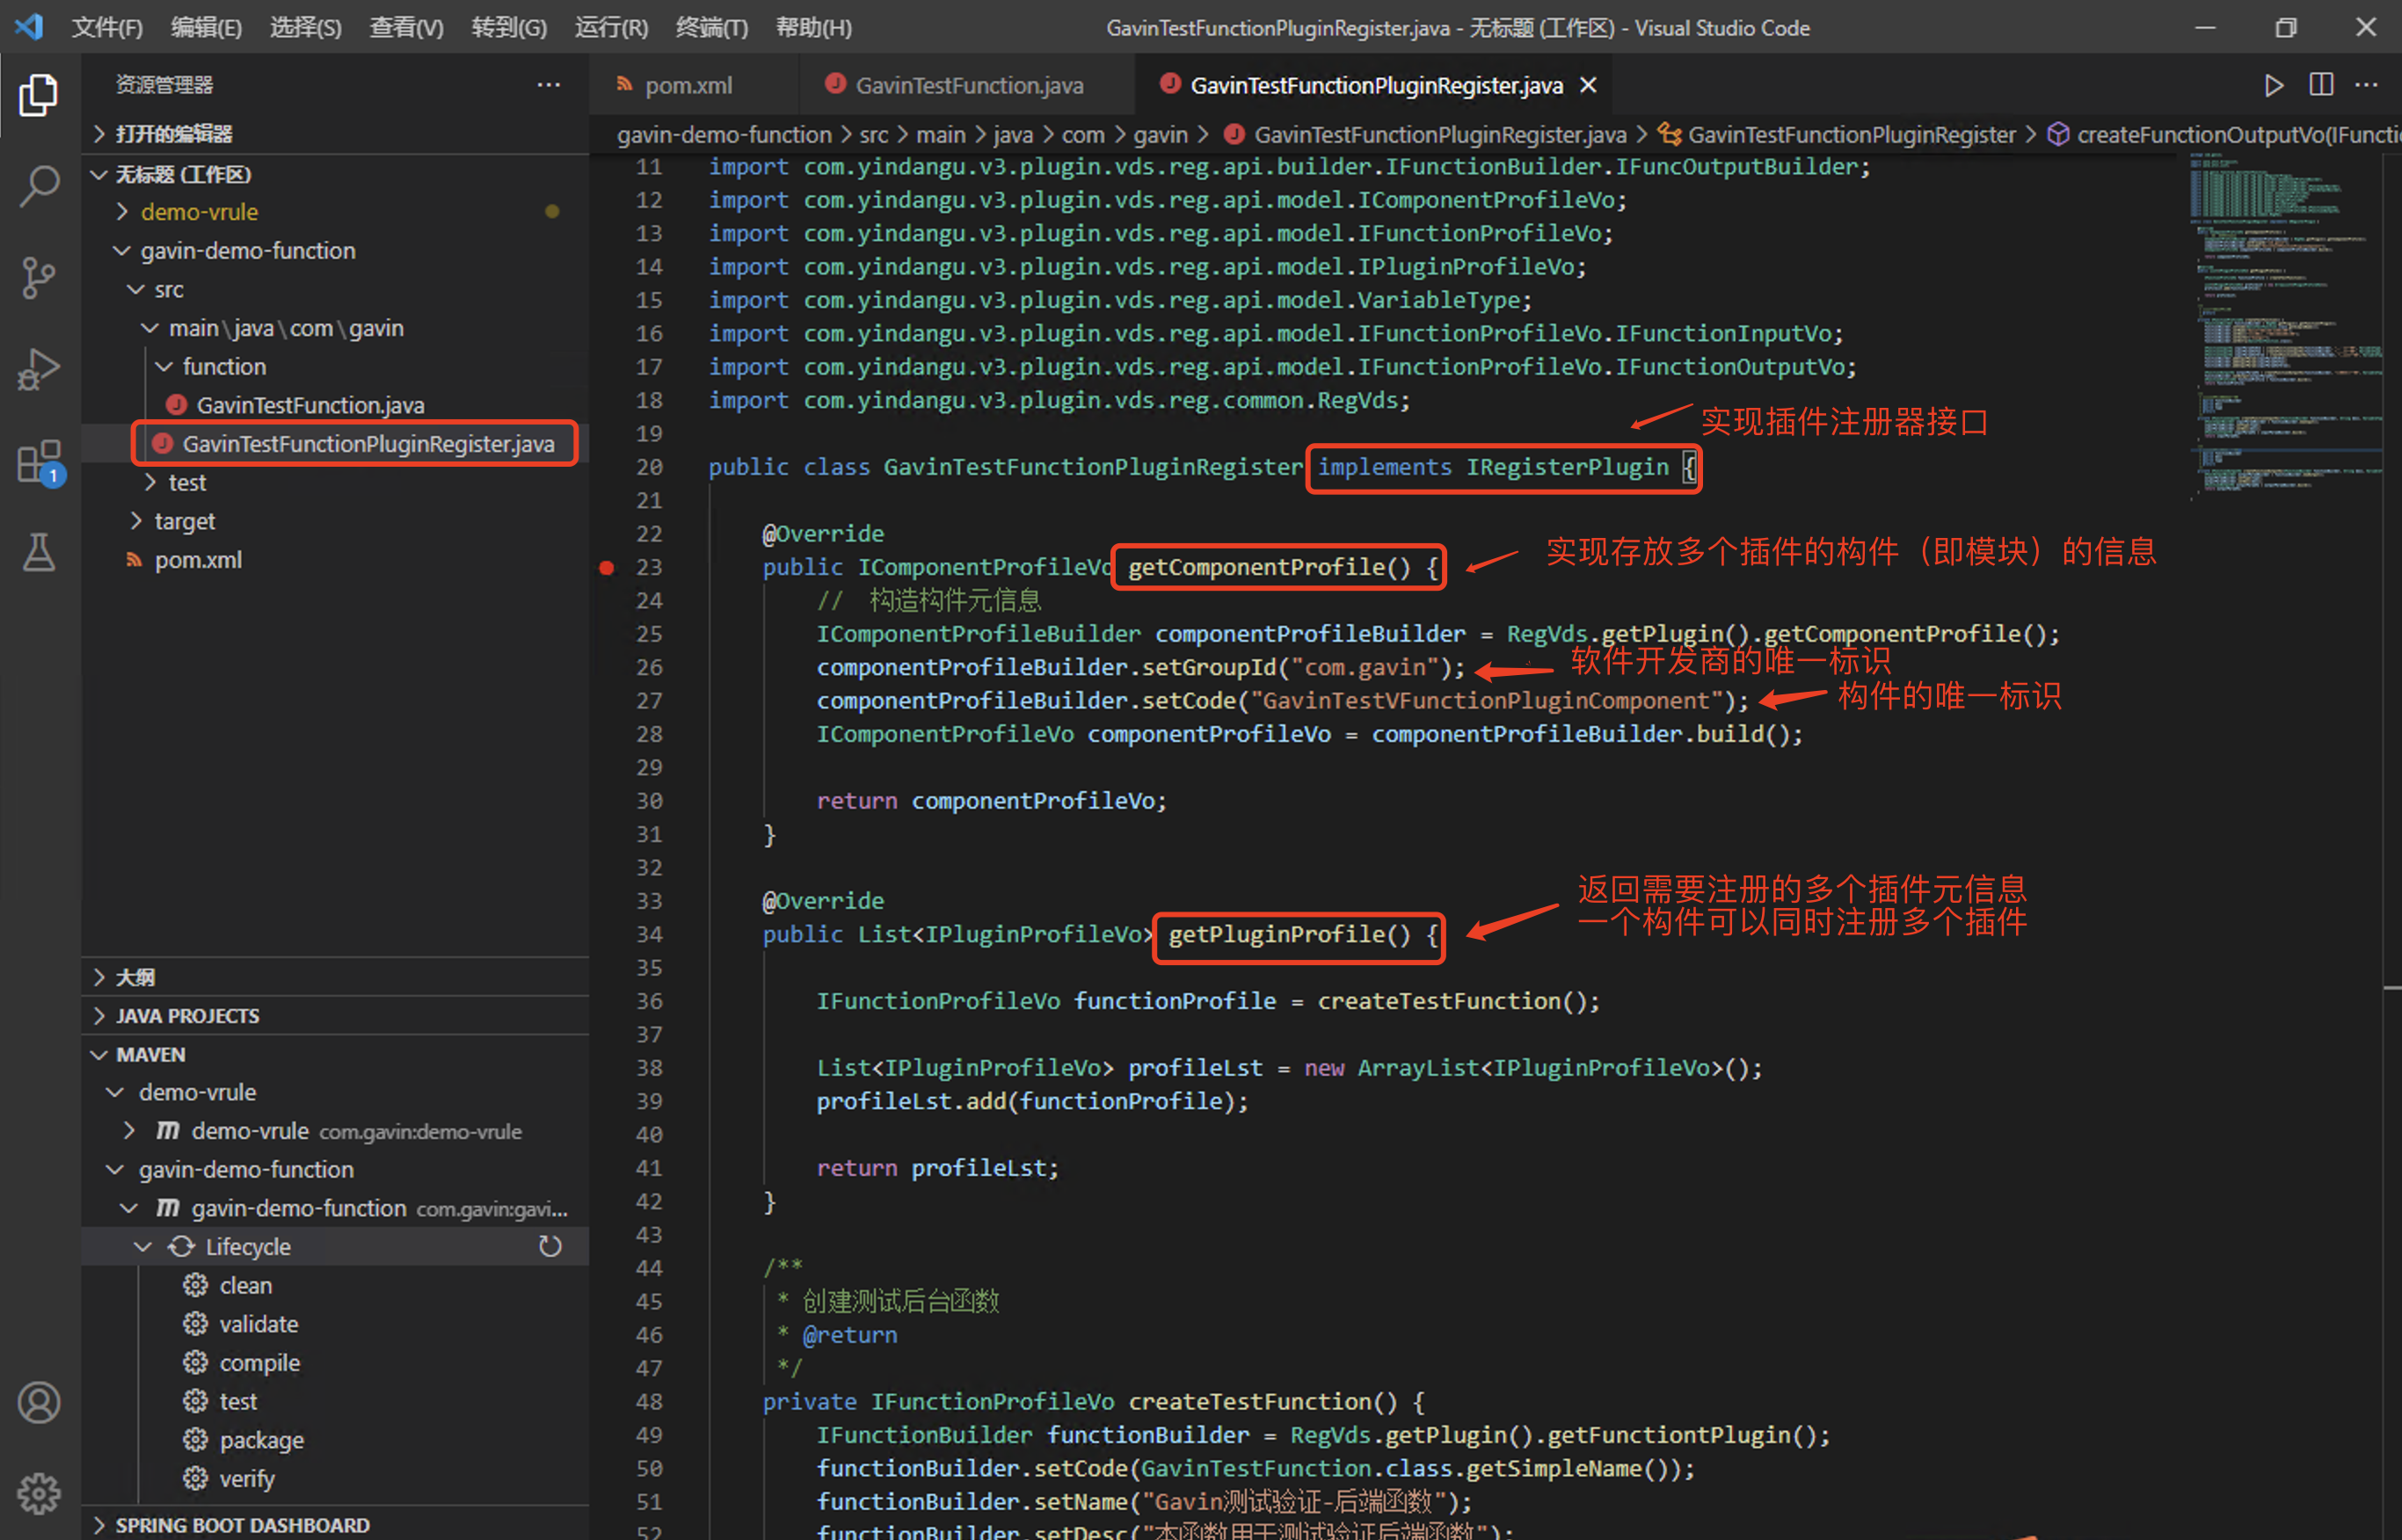 文件(F) 编辑(E) 选择(S) 查看(V) 转到(G) 运行(R) 终端(T) 帮助(H)
GavinTestFunctionPluginRegister.java - 无标题 (工作区) - Visual Studio Code
资源管理器
打开的编辑器
无标题 (工作区)
demo-vrule
gavin-demo-function
src
main\java\com\gavin
function
GavinTestFunction.java
GavinTestFunctionPluginRegister.java
test
target
pom.xml
1
大纲
JAVA PROJECTS
MAVEN
demo-vrule
demo-vrule com.gavin:demo-vrule
gavin-demo-function
gavin-demo-function com.gavin:gavi...
Lifecycle
clean
validate
compile
test
package
verify
SPRING BOOT DASHBOARD
pom.xml GavinTestFunction.java GavinTestFunctionPluginRegister.java
gavin-demo-function > src > main > java > com > gavin > GavinTestFunctionPluginRegister.java > GavinTestFunctionPluginRegister > createFunctionOutputVo(IFuncti
11 import com.yindangu.v3.plugin.vds.reg.api.builder.IFunctionBuilder.IFuncOutputBuilder;
12 import com.yindangu.v3.plugin.vds.reg.api.model.IComponentProfileVo;
13 import com.yindangu.v3.plugin.vds.reg.api.model.IFunctionProfileVo;
14 import com.yindangu.v3.plugin.vds.reg.api.model.IPluginProfileVo;
15 import com.yindangu.v3.plugin.vds.reg.api.model.VariableType;
16 import com.yindangu.v3.plugin.vds.reg.api.model.IFunctionProfileVo.IFunctionInputVo;
17 import com.yindangu.v3.plugin.vds.reg.api.model.IFunctionProfileVo.IFunctionOutputVo;
18 import com.yindangu.v3.plugin.vds.reg.common.RegVds;
19
实现插件注册器接口
20 public class GavinTestFunctionPluginRegister implements IRegisterPlugin {
21
22 @Override
23 public IComponentProfileVo getComponentProfile() {
实现存放多个插件的构件（即模块）的信息
24 // 构造构件元信息
25 IComponentProfileBuilder componentProfileBuilder = RegVds.getPlugin().getComponentProfile();
26 componentProfileBuilder.setGroupId("com.gavin");
软件开发商的唯一标识
27 componentProfileBuilder.setCode("GavinTestVFunctionPluginComponent");
构件的唯一标识
28 IComponentProfileVo componentProfileVo = componentProfileBuilder.build();
29
30 return componentProfileVo;
31 }
32
33 @Override
返回需要注册的多个插件元信息
一个构件可以同时注册多个插件
34 public List<IPluginProfileVo> getPluginProfile() {
35
36 IFunctionProfileVo functionProfile = createTestFunction();
37
38 List<IPluginProfileVo> profileLst = new ArrayList<IPluginProfileVo>();
39 profileLst.add(functionProfile);
40
41 return profileLst;
42 }
43
44 /**
45 * 创建测试后台函数
46 * @return
47 */
48 private IFunctionProfileVo createTestFunction() {
49 IFunctionBuilder functionBuilder = RegVds.getPlugin().getFunctiontPlugin();
50 functionBuilder.setCode(GavinTestFunction.class.getSimpleName());
51 functionBuilder.setName("Gavin测试验证-后端函数");
52 functionBuilder.setDesc("本函数用于测试验证后端函数");